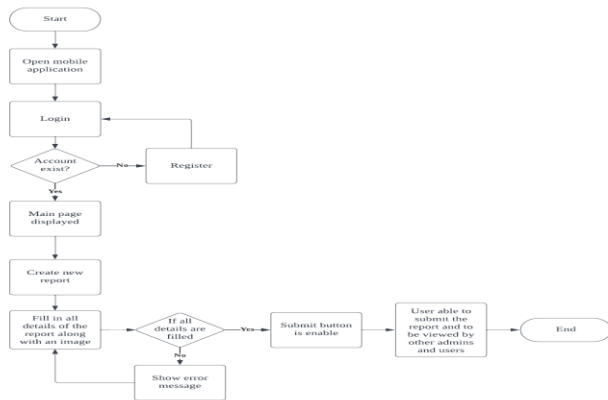 Start
Open mobile
application
Login
Account
exist?
No
Register
Yes
Main page
displayed
Create new
report
Fill in all
details of the
report along
with an image
If all
details are
filled
Yes
Submit button
is enable
User able to
submit the
report and to
be viewed by
other admins
and users
End
No
Show error
message